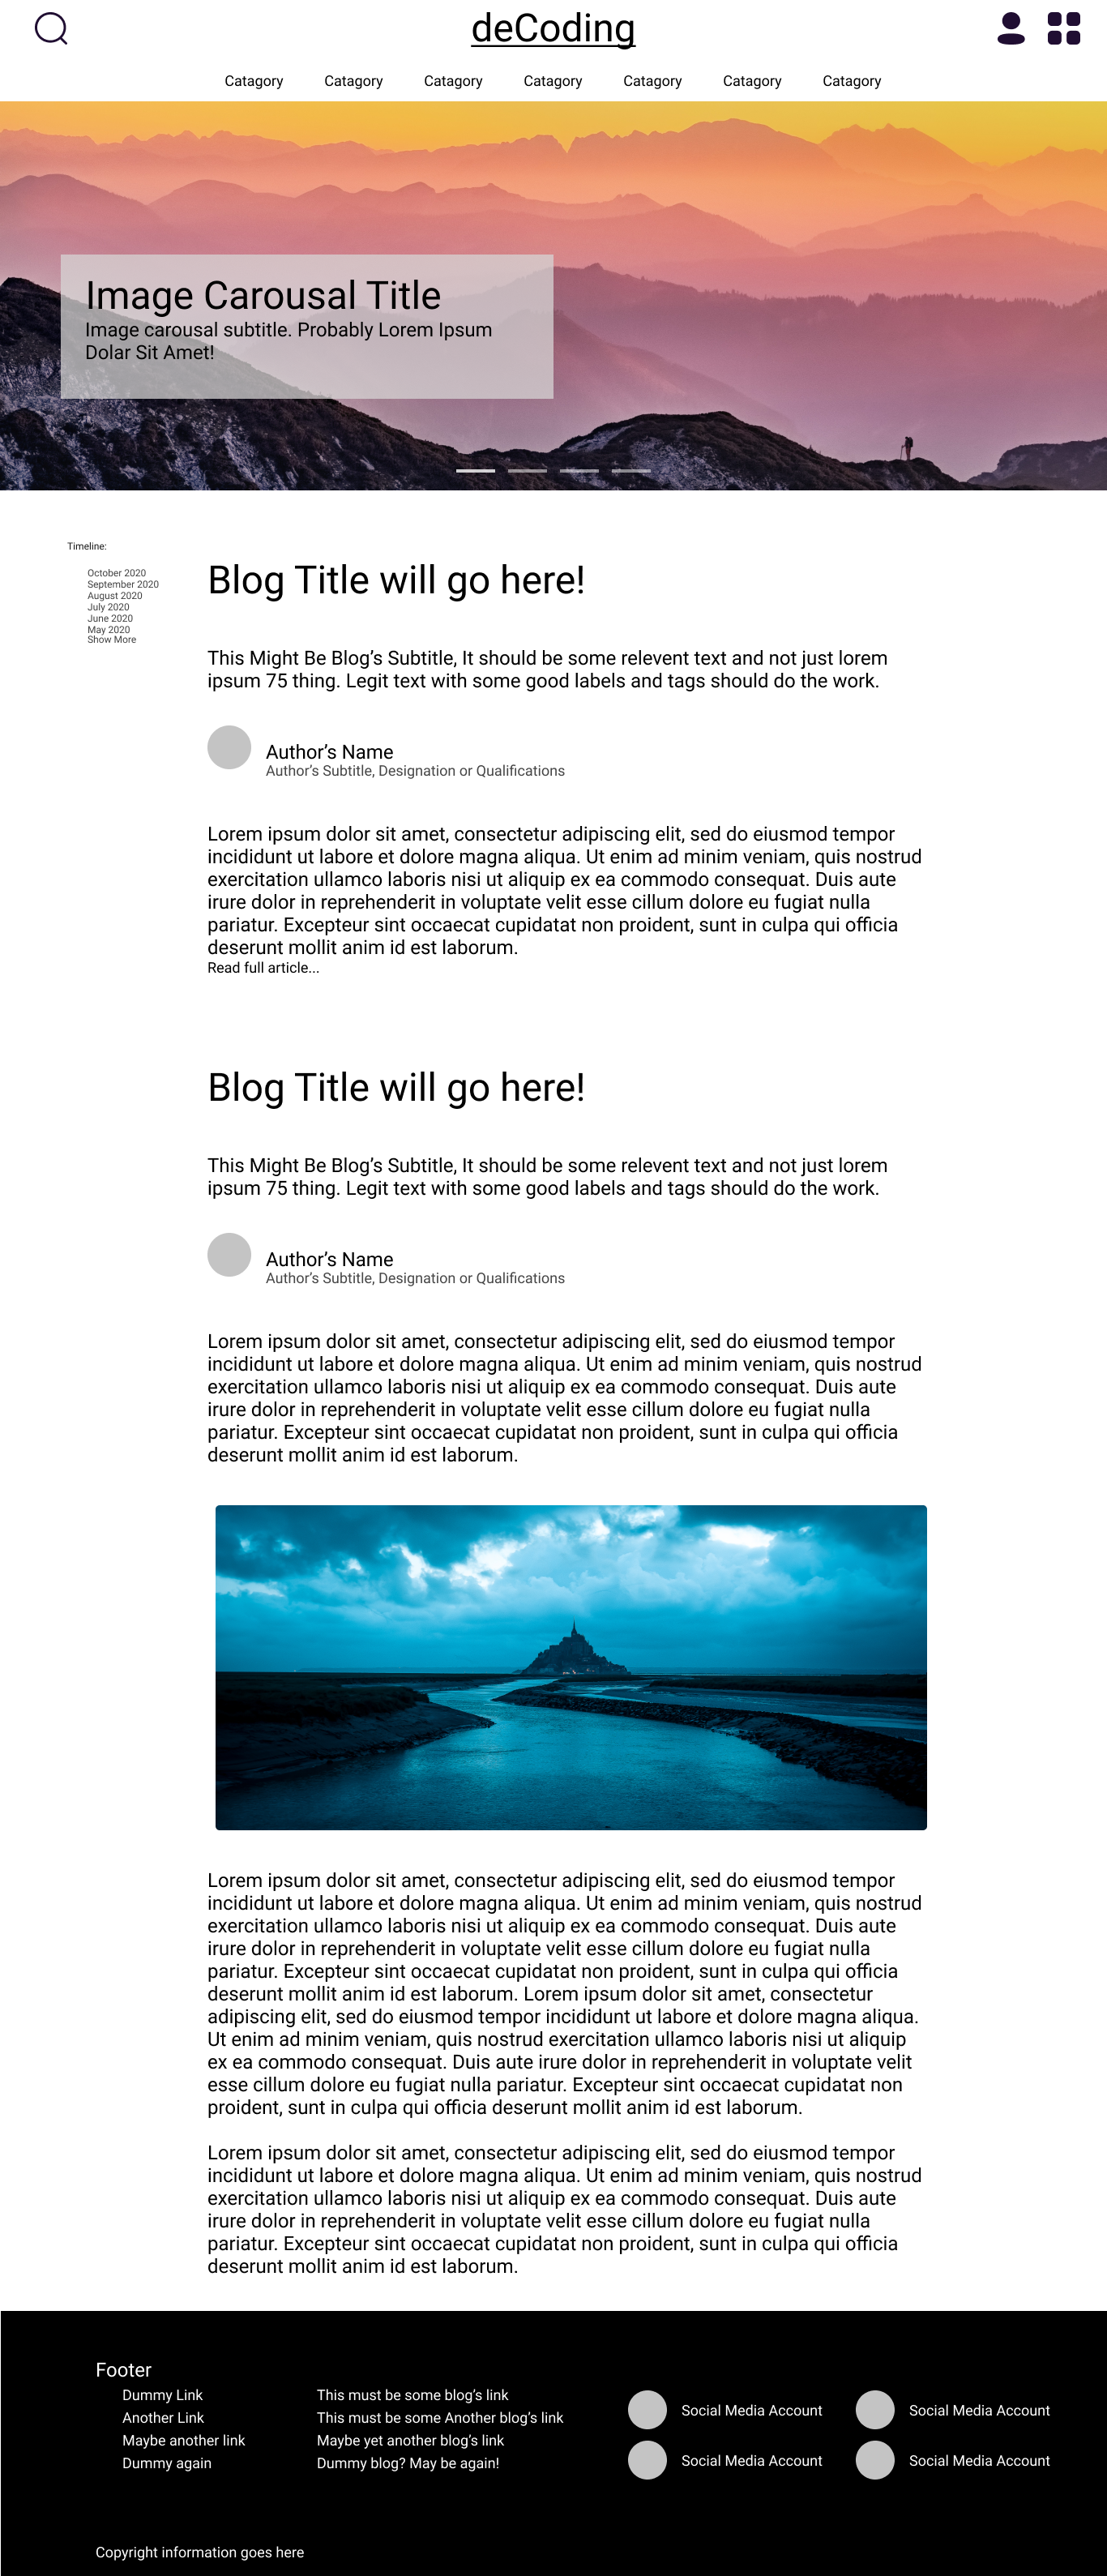 deCoding
Catagory Catagory Catagory Catagory Catagory Catagory Catagory
Image Carousal Title
Image carousal subtitle. Probably Lorem Ipsum
Dolar Sit Amet!
Timeline:
October 2020
September 2020
August 2020
July 2020
June 2020
May 2020
Show More
Blog Title will go here!
This Might Be Blog’s Subtitle, It should be some relevent text and not just lorem
ipsum 75 thing. Legit text with some good labels and tags should do the work.
Author’s Name
Author’s Subtitle, Designation or Qualifications
Lorem ipsum dolor sit amet, consectetur adipiscing elit, sed do eiusmod tempor
incididunt ut labore et dolore magna aliqua. Ut enim ad minim veniam, quis nostrud
exercitation ullamco laboris nisi ut aliquip ex ea commodo consequat. Duis aute
irure dolor in reprehenderit in voluptate velit esse cillum dolore eu fugiat nulla
pariatur. Excepteur sint occaecat cupidatat non proident, sunt in culpa qui officia
deserunt mollit anim id est laborum.
Read full article...
Blog Title will go here!
This Might Be Blog’s Subtitle, It should be some relevent text and not just lorem
ipsum 75 thing. Legit text with some good labels and tags should do the work.
Author’s Name
Author’s Subtitle, Designation or Qualifications
Lorem ipsum dolor sit amet, consectetur adipiscing elit, sed do eiusmod tempor
incididunt ut labore et dolore magna aliqua. Ut enim ad minim veniam, quis nostrud
exercitation ullamco laboris nisi ut aliquip ex ea commodo consequat. Duis aute
irure dolor in reprehenderit in voluptate velit esse cillum dolore eu fugiat nulla
pariatur. Excepteur sint occaecat cupidatat non proident, sunt in culpa qui officia
deserunt mollit anim id est laborum.
Lorem ipsum dolor sit amet, consectetur adipiscing elit, sed do eiusmod tempor
incididunt ut labore et dolore magna aliqua. Ut enim ad minim veniam, quis nostrud
exercitation ullamco laboris nisi ut aliquip ex ea commodo consequat. Duis aute
irure dolor in reprehenderit in voluptate velit esse cillum dolore eu fugiat nulla
pariatur. Excepteur sint occaecat cupidatat non proident, sunt in culpa qui officia
deserunt mollit anim id est laborum. Lorem ipsum dolor sit amet, consectetur
adipiscing elit, sed do eiusmod tempor incididunt ut labore et dolore magna aliqua.
Ut enim ad minim veniam, quis nostrud exercitation ullamco laboris nisi ut aliquip
ex ea commodo consequat. Duis aute irure dolor in reprehenderit in voluptate velit
esse cillum dolore eu fugiat nulla pariatur. Excepteur sint occaecat cupidatat non
proident, sunt in culpa qui officia deserunt mollit anim id est laborum.
Lorem ipsum dolor sit amet, consectetur adipiscing elit, sed do eiusmod tempor
incididunt ut labore et dolore magna aliqua. Ut enim ad minim veniam, quis nostrud
exercitation ullamco laboris nisi ut aliquip ex ea commodo consequat. Duis aute
irure dolor in reprehenderit in voluptate velit esse cillum dolore eu fugiat nulla
pariatur. Excepteur sint occaecat cupidatat non proident, sunt in culpa qui officia
deserunt mollit anim id est laborum.
Footer
Dummy Link
Another Link
Maybe another link
Dummy again
This must be some blog’s link
This must be some Another blog’s link
Maybe yet another blog’s link
Dummy blog? May be again!
Social Media Account
Social Media Account
Social Media Account
Social Media Account
Copyright information goes here